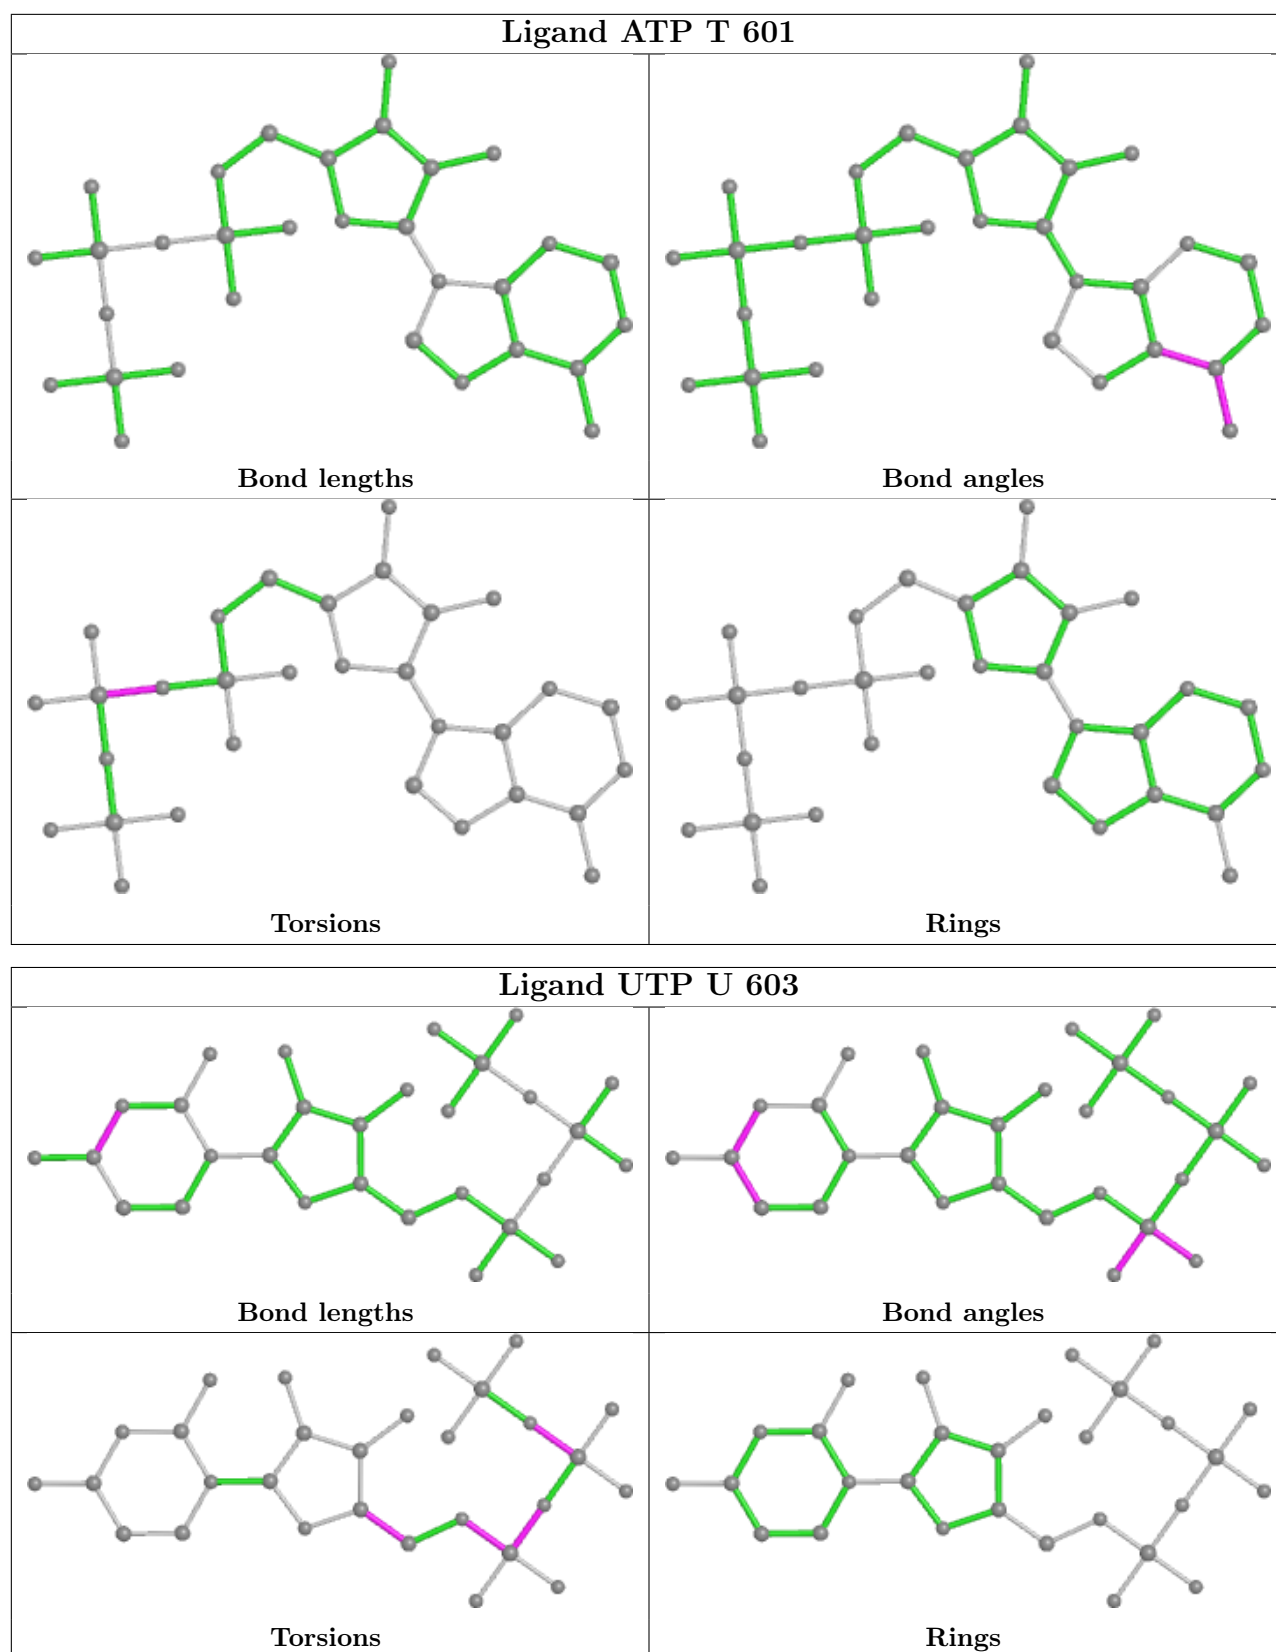 Ligand ATP T 601
Bond lengths
Bond angles
Torsions
Rings
Ligand UTP U 603
Bond lengths
Bond angles
Torsions
Rings